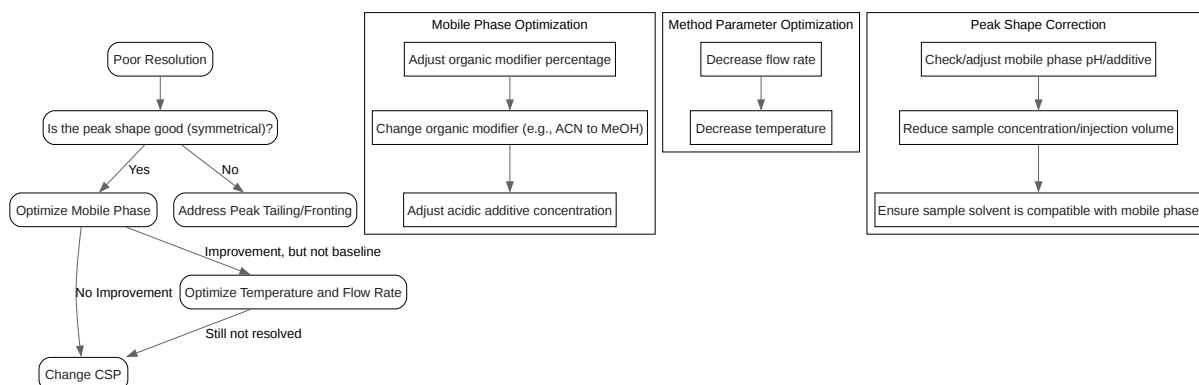 Poor Resolution
Is the peak shape good (symmetrical)?
Yes
No
Optimize Mobile Phase
Address Peak Tailing/Fronting
Improvement, but not baseline
No Improvement
Optimize Temperature and Flow Rate
Still not resolved
Change CSP
Mobile Phase Optimization
Adjust organic modifier percentage
Change organic modifier (e.g., ACN to MeOH)
Adjust acidic additive concentration
Method Parameter Optimization
Decrease flow rate
Decrease temperature
Peak Shape Correction
Check/adjust mobile phase pH/additive
Reduce sample concentration/injection volume
Ensure sample solvent is compatible with mobile phase